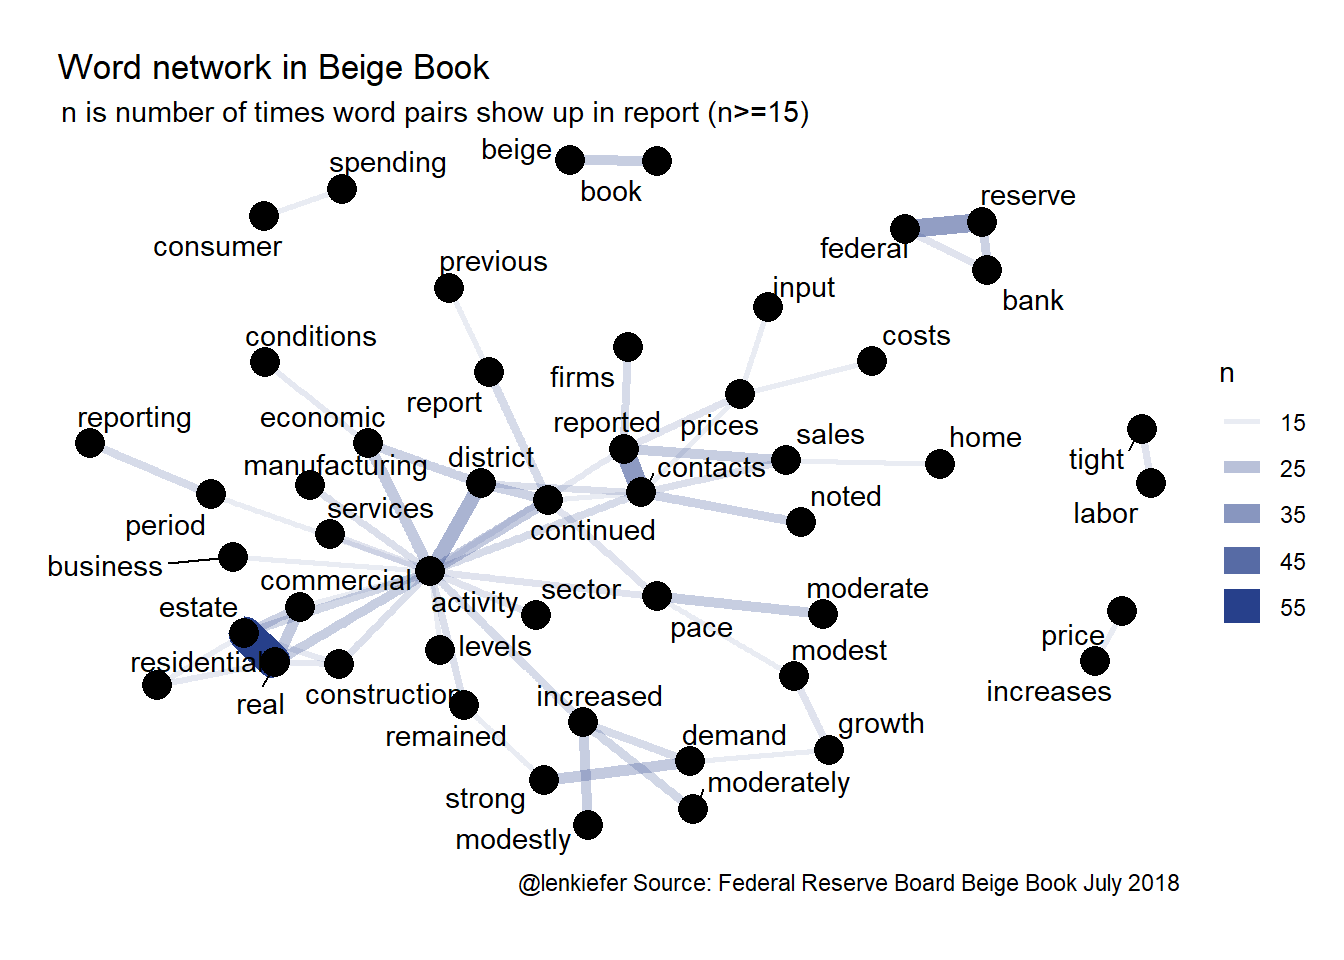 Word network in Beige Book
n is number of times word pairs show up in report (n>=15)
beige
spending
book
reserve
consumer
federal
previous
input
bank
conditions
costs
firms
n
report
reporting
economic
reported
prices
sales
home
15
manufacturing
district
contacts
tight
25
services
noted
period
continued
labor
35
business
45
commercial
sector
moderate
estate
activity
55
pace
price
levels
modest
residential
real
construction
increased
increases
remained
demand
growth
moderately
strong
modestly
@lenkiefer Source: Federal Reserve Board Beige Book July 2018